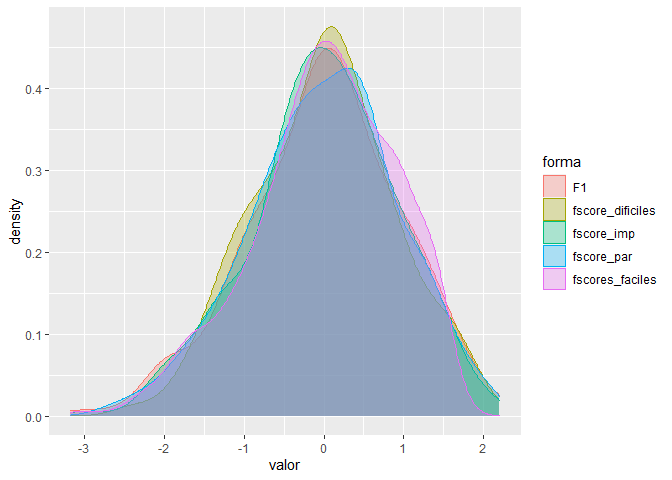 forma
F1
fscore_dificiles
fscore_imp
fscore_par
fscores_faciles
density
0.4
0.3
0.2
0.1
0.0
-3
-2
-1
0
1
2
valor